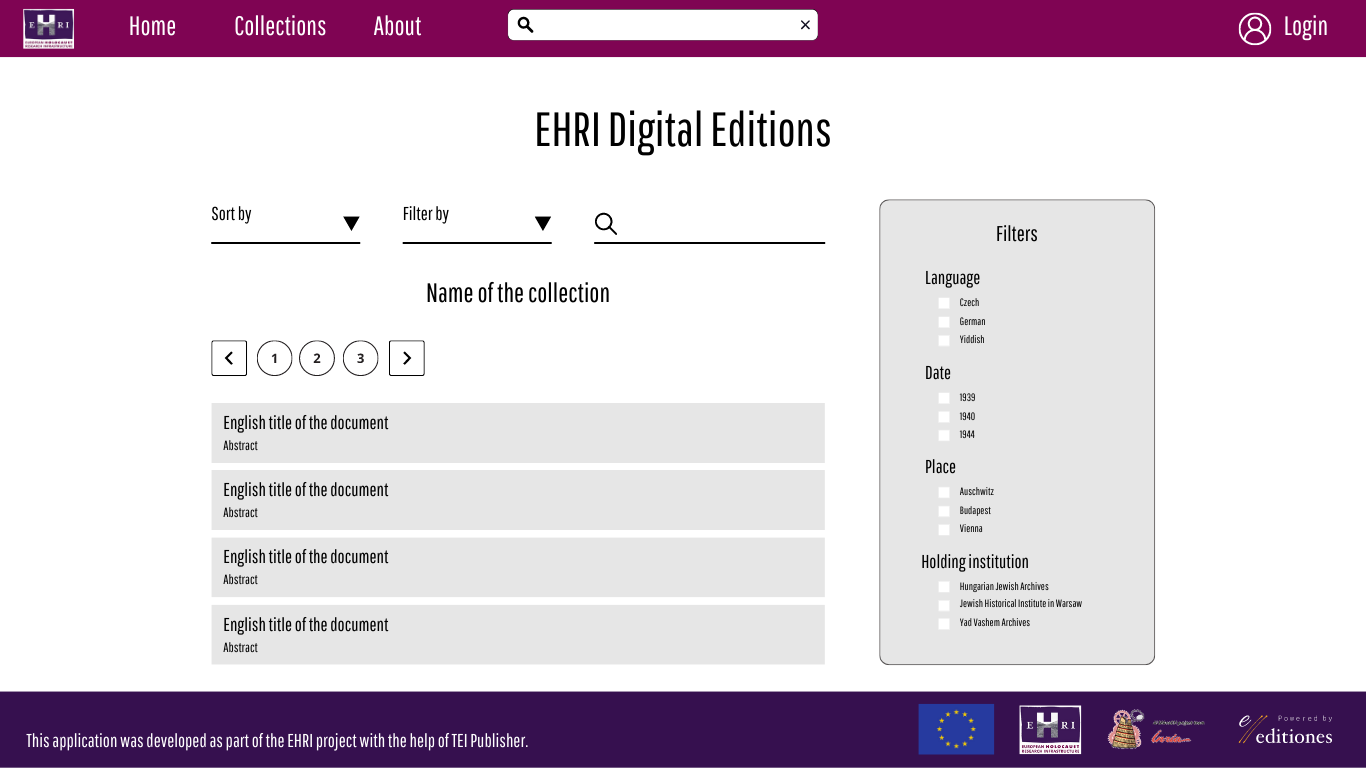 EHRI
EUROPEAN HOLOCAUST
RESEARCH INFRASTRUCTURE
Home
Collections
About
Login
EHRI Digital Editions
Sort by
Filter by
Name of the collection
1 2 3
English title of the document
Abstract
English title of the document
Abstract
English title of the document
Abstract
English title of the document
Abstract
Filters
Language
Czech
German
Yiddish
Date
1939
1940
1944
Place
Auschwitz
Budapest
Vienna
Holding institution
Hungarian Jewish Archives
Jewish Historical Institute in Warsaw
Yad Vashem Archives
This application was developed as part of the EHRI project with the help of TEI Publisher.
EHRI
EUROPEAN HOLOCAUST
RESEARCH INFRASTRUCTURE
Powered by
e//editiones